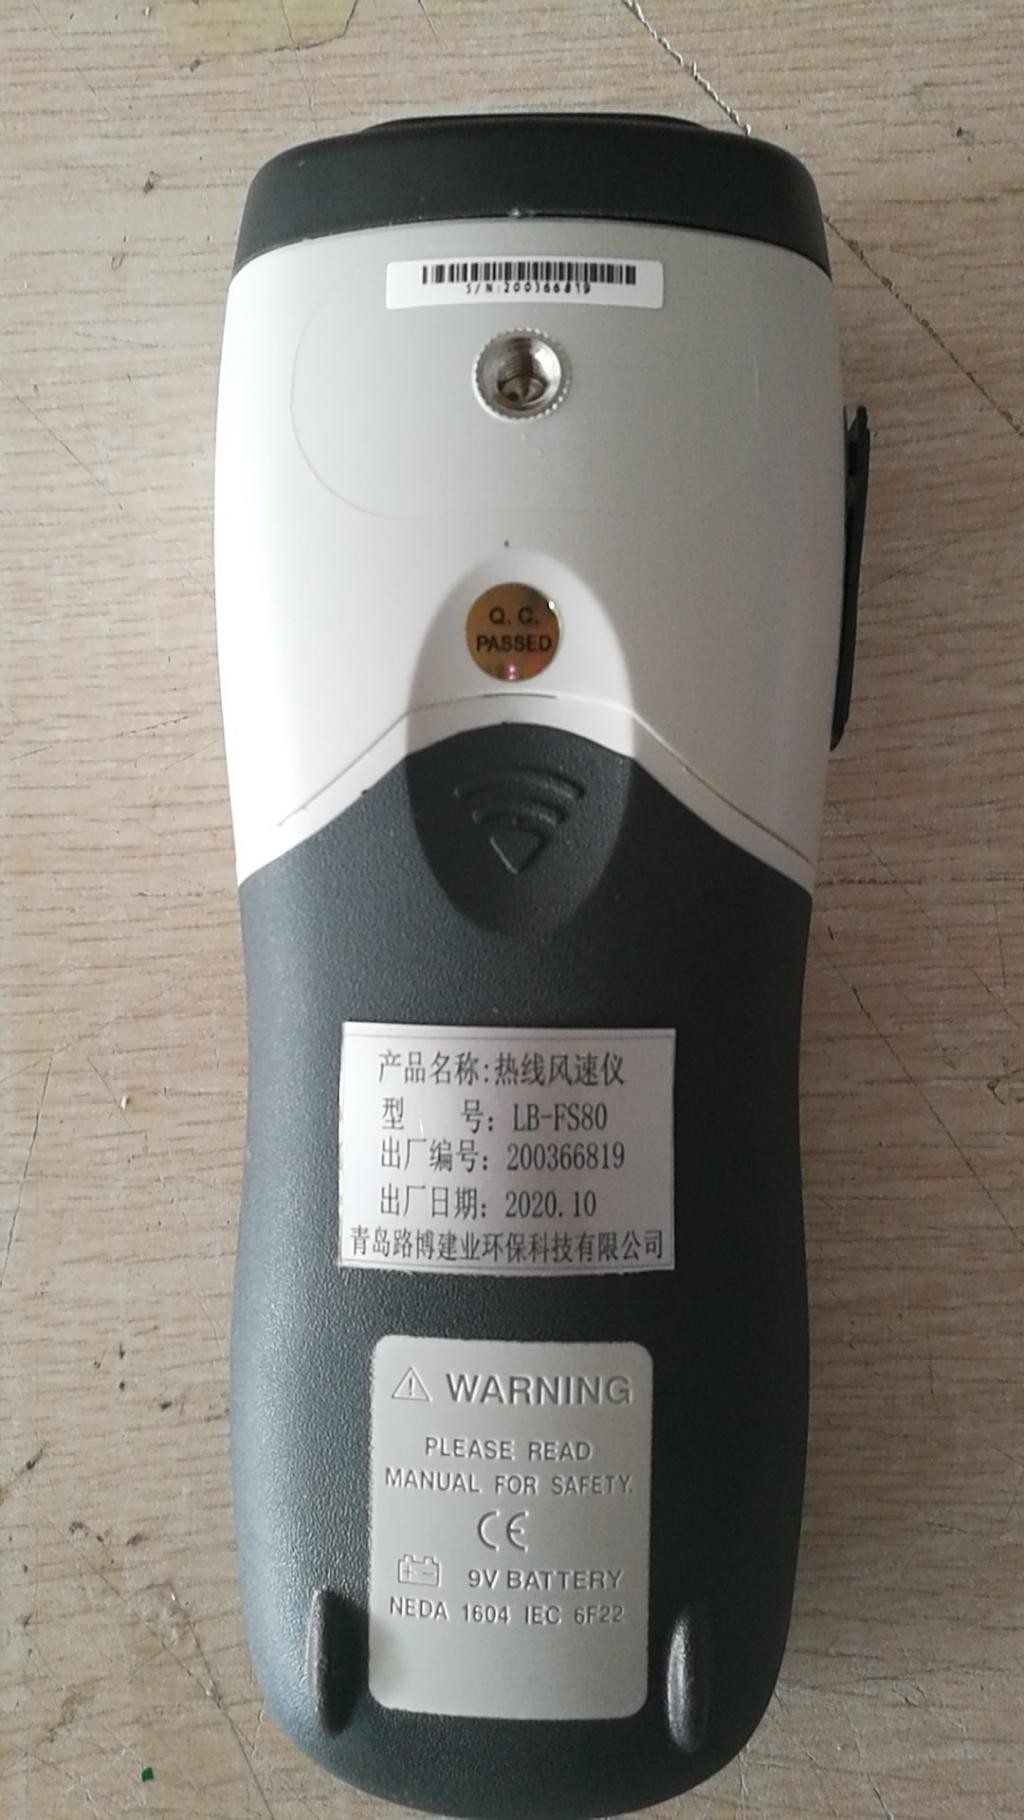 S/N:200366819
Q.C.
PASSED
产品名称:热线风速仪
型 号: LB-FS80
出厂编号: 200366819
出厂日期: 2020.10
青岛路博建业环保科技有限公司
WARNING
PLEASE READ
MANUAL FOR SAFETY.
CE
9V BATTERY
NEDA 1604 IEC 6F22